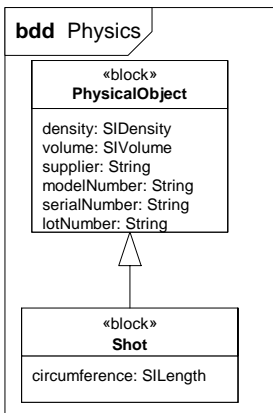 bdd Physics
«block»
PhysicalObject
density: SIDensity
volume: SIVolume
supplier: String
modelNumber: String
serialNumber: String
lotNumber: String
«block»
Shot
circumference: SILength